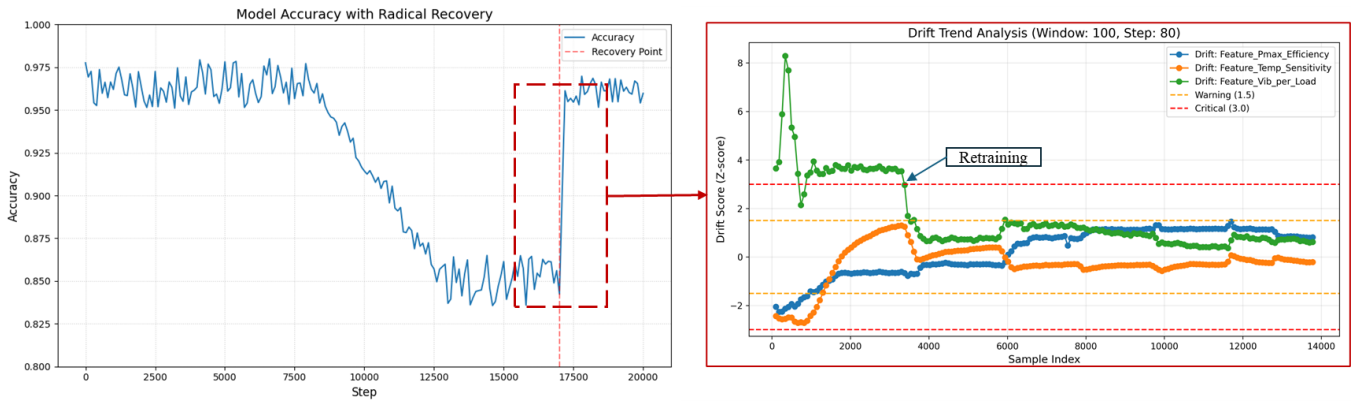 Model Accuracy with Radical Recovery
1.000
0.975
0.950
0.925
0.900
0.875
0.850
0.825
0.800
Accuracy
Accuracy
Recovery Point
0
2500
5000
7500
10000
12500
15000
17500
20000
Step
Drift Trend Analysis (Window: 100, Step: 80)
8
6
4
2
0
−2
Drift Score (Z-score)
Drift: Feature_Pmax_Efficiency
Drift: Feature_Temp_Sensitivity
Drift: Feature_Vib_per_Load
Warning (1.5)
Critical (3.0)
Retraining
0
2000
4000
6000
8000
10000
12000
14000
Sample Index